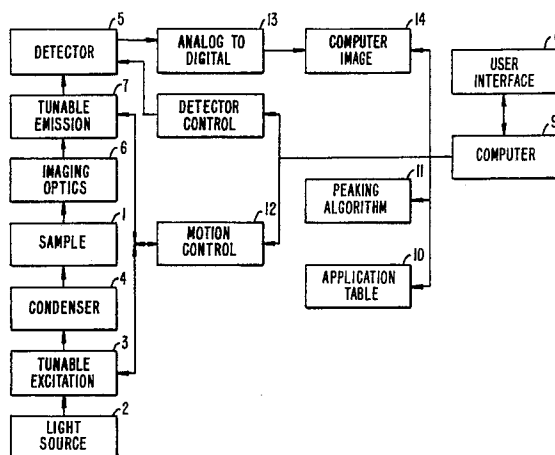 5
DETECTOR
13
ANALOG TO
DIGITAL
14
COMPUTER
IMAGE
USER
INTERFACE
7
TUNABLE
EMISSION
DETECTOR
CONTROL
9
COMPUTER
6
IMAGING
OPTICS
11
PEAKING
ALGORITHM
1
SAMPLE
12
MOTION
CONTROL
10
APPLICATION
TABLE
4
CONDENSER
3
TUNABLE
EXCITATION
2
LIGHT
SOURCE